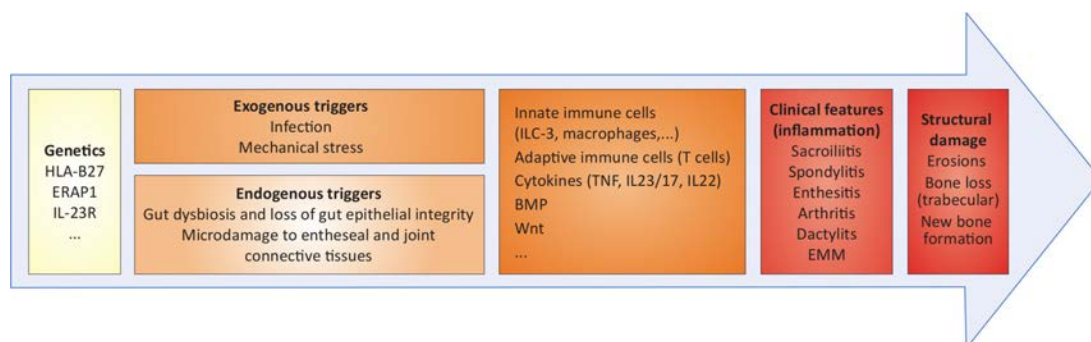 Genetics
HLA-B27
ERAP1
IL-23R
...
Exogenous triggers
Infection
Mechanical stress
Endogenous triggers
Gut dysbiosis and loss of gut epithelial integrity
Microdamage to entheseal and joint
connective tissues
Innate immune cells
(ILC-3, macrophages,...)
Adaptive immune cells (T cells)
Cytokines (TNF, IL23/17, IL22)
BMP
Wnt
...
Clinical features
(inflammation)
Sacroiliitis
Spondylitis
Enthesitis
Arthritis
Dactylits
EMM
Structural
damage
Erosions
Bone loss
(trabecular)
New bone
formation